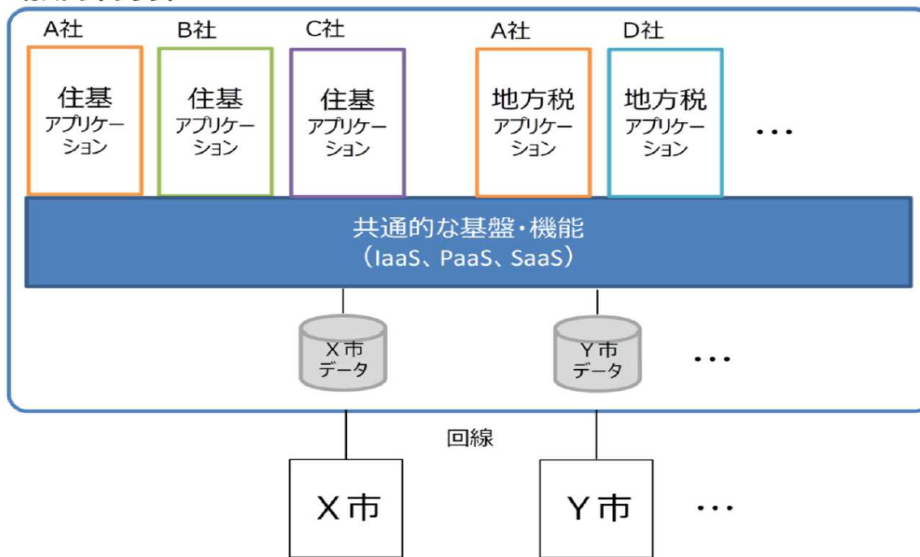 A社
B社
C社
A社
D社
住基
アプリケー
ション
住基
アプリケー
ション
住基
アプリケー
ション
地方税
アプリケー
ション
地方税
アプリケー
ション
…
共通的な基盤・機能
（IaaS、PaaS、SaaS）
X市
データ
Y市
データ
…
回線
X市
Y市
…